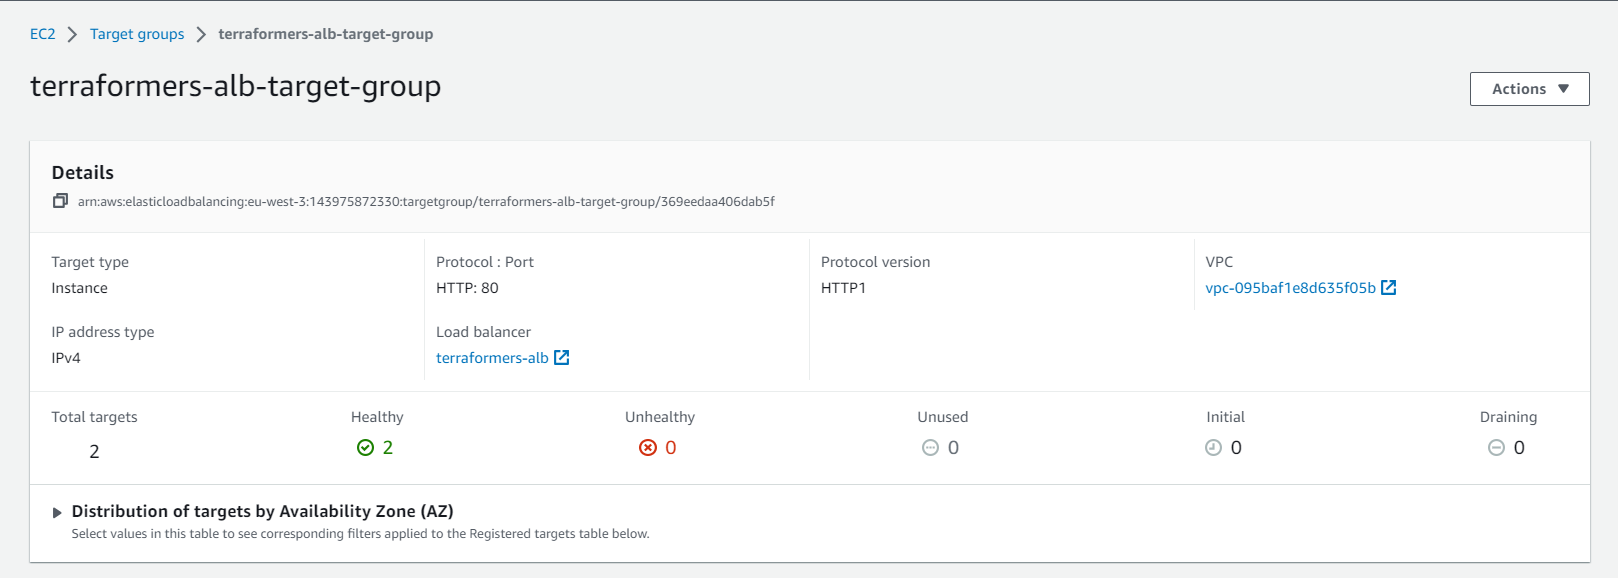 EC2 > Target groups > terraformers-alb-target-group
terraformers-alb-target-group
Actions
Details
arn:aws:elasticloadbalancing:eu-west-3:143975872330:targetgroup/terraformers-alb-target-group/369eedaa406dab5f
Target type
Instance
Protocol : Port
HTTP: 80
Protocol version
HTTP1
VPC
vpc-095baf1e8d635f05b
IP address type
IPv4
Load balancer
terraformers-alb
Total targets
2
Healthy
2
Unhealthy
0
Unused
0
Initial
0
Draining
0
Distribution of targets by Availability Zone (AZ)
Select values in this table to see corresponding filters applied to the Registered targets table below.